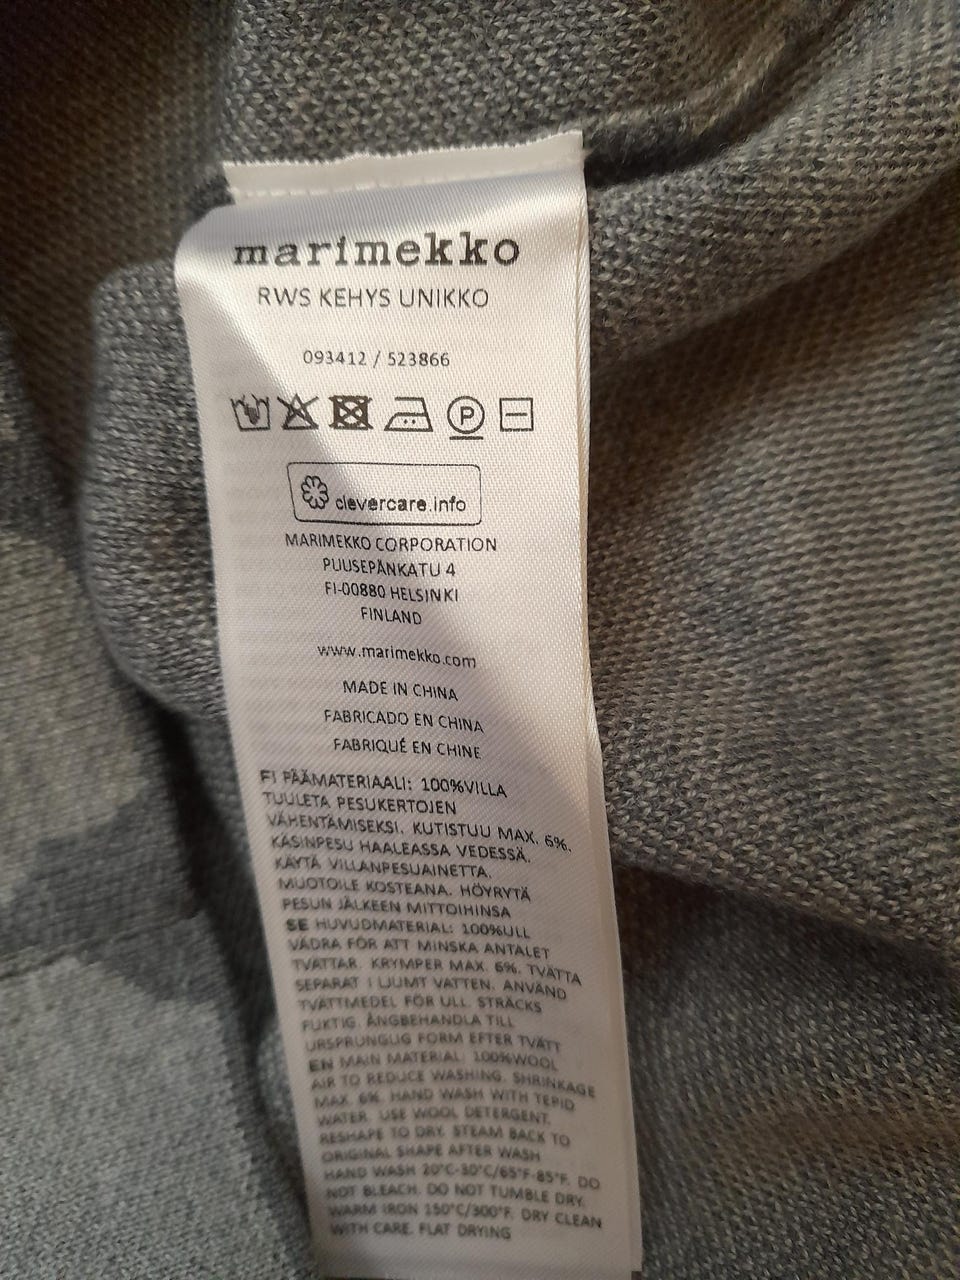 marimekko
RWS KEHYS UNIKKO
093412 / 523866
P
clevercare.info
MARIMEKKO CORPORATION
PUUSEPÄNKATU 4
FI-00880 HELSINKI
FINLAND
www.marimekko.com
MADE IN CHINA
FABRICADO EN CHINA
FABRIQUÉ EN CHINE
FI PÄÄMATERIAALI: 100%VILLA
TUULETA PESUKERTOJEN
VÄHENTÄMISEKSI. KUTISTUU MAX. 6%.
KÄSINPESU HAALEASSA VEDESSÄ.
KÄYTÄ VILLANPESUAINETTA.
MUOTOILE KOSTEANA. HÖYRYTÄ
PESUN JÄLKEEN MITTOIHINSA
SE HUVUDMATERIAL: 100%ULL
VÄDRA FÖR ATT MINSKA ANTALET
TVÄTTAR. KRYMPER MAX. 6%. TVÄTTA
SEPARAT I LJUMT VATTEN. ANVÄND
TVÄTTMEDEL FÖR ULL. STRÄCKS
FUKTIG. ÅNGBEHANDLA TILL
URSPRUNGLIG FORM EFTER TVÄTT
EN MAIN MATERIAL: 100%WOOL
AIR TO REDUCE WASHING. SHRINKAGE
MAX. 6%. HAND WASH WITH TEPID
WATER. USE WOOL DETERGENT.
RESHAPE TO DRY. STEAM BACK TO
ORIGINAL SHAPE AFTER WASH
HAND WASH 20°C-30°C/65°F-85°F. DO
NOT BLEACH. DO NOT TUMBLE DRY.
WARM IRON 150°C/300°F. DRY CLEAN
WITH CARE. FLAT DRYING